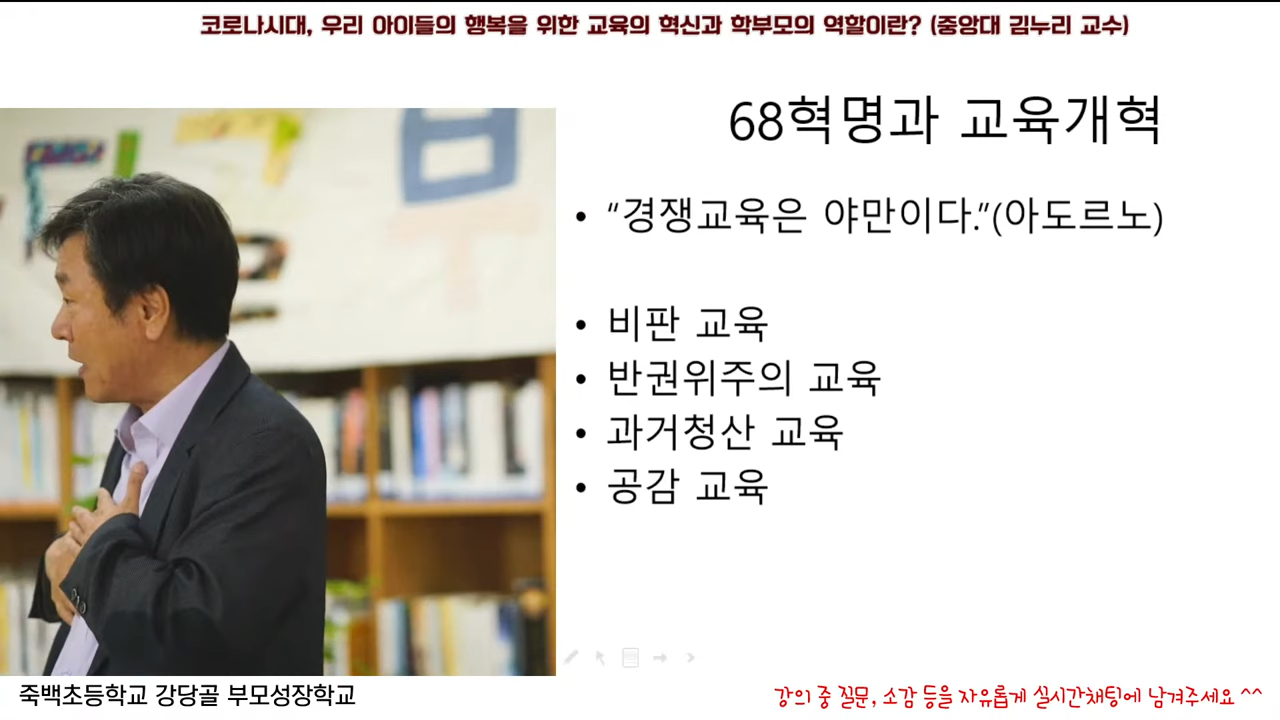 코로나시대, 우리 아이들의 행복을 위한 교육의 혁신과 학부모의 역할이란? (중앙대 김누리 교수)
68혁명과 교육개혁
• “경쟁교육은 야만이다.”(아도르노)
• 비판 교육
• 반권위주의 교육
• 과거청산 교육
• 공감 교육
죽백초등학교 강당골 부모성장학교
강의 중 질문, 소감 등을 자유롭게 실시간채팅에 남겨주세요 ^^